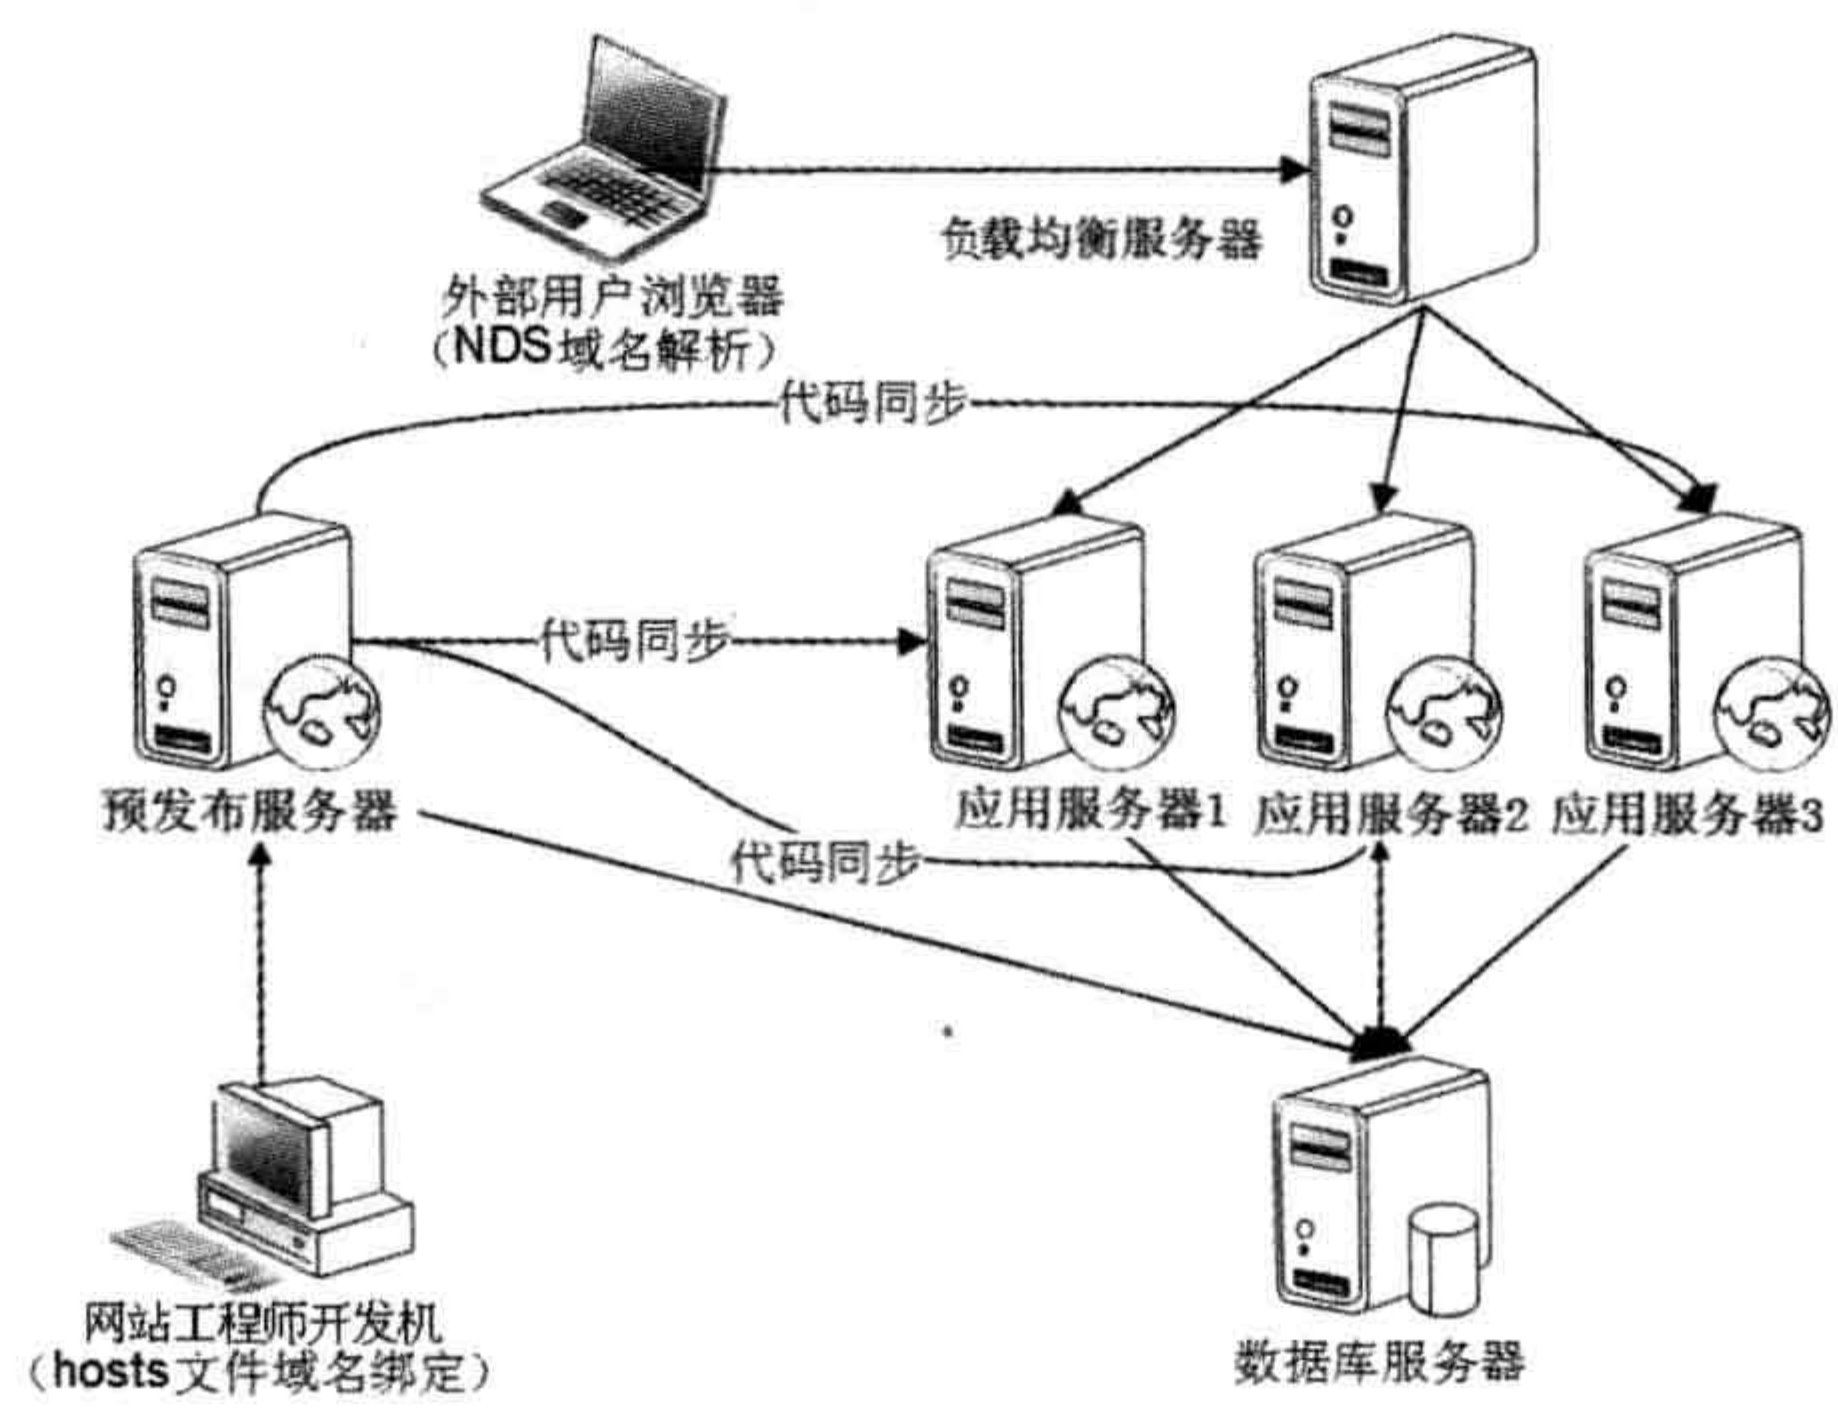 负载均衡服务器
外部用户浏览器
（NDS域名解析）
代码同步
代码同步
预发布服务器
应用服务器1
应用服务器2
应用服务器3
代码同步
网站工程师开发机
（hosts文件域名绑定）
数据库服务器